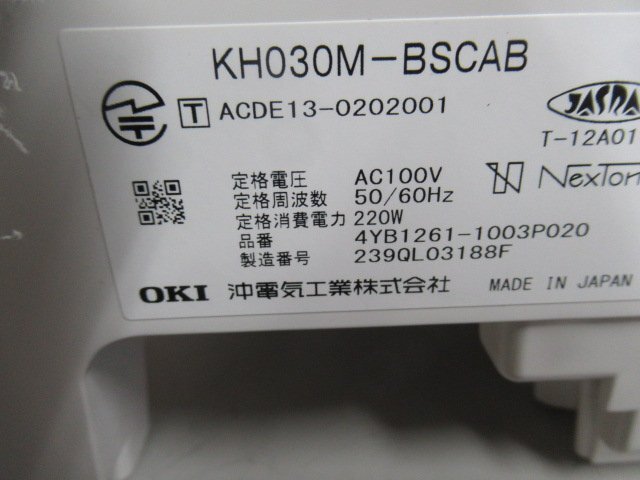 KH030M-BSCAB
T ACDE13-0202001
JASRA
T-12A01
定格電圧 AC100V
定格周波数 50/60Hz
NexTon
定格消費電力 220W
品番 4YB1261-1003P020
製造番号 239QL03188F
OKI 沖電気工業株式会社 MADE IN JAPAN